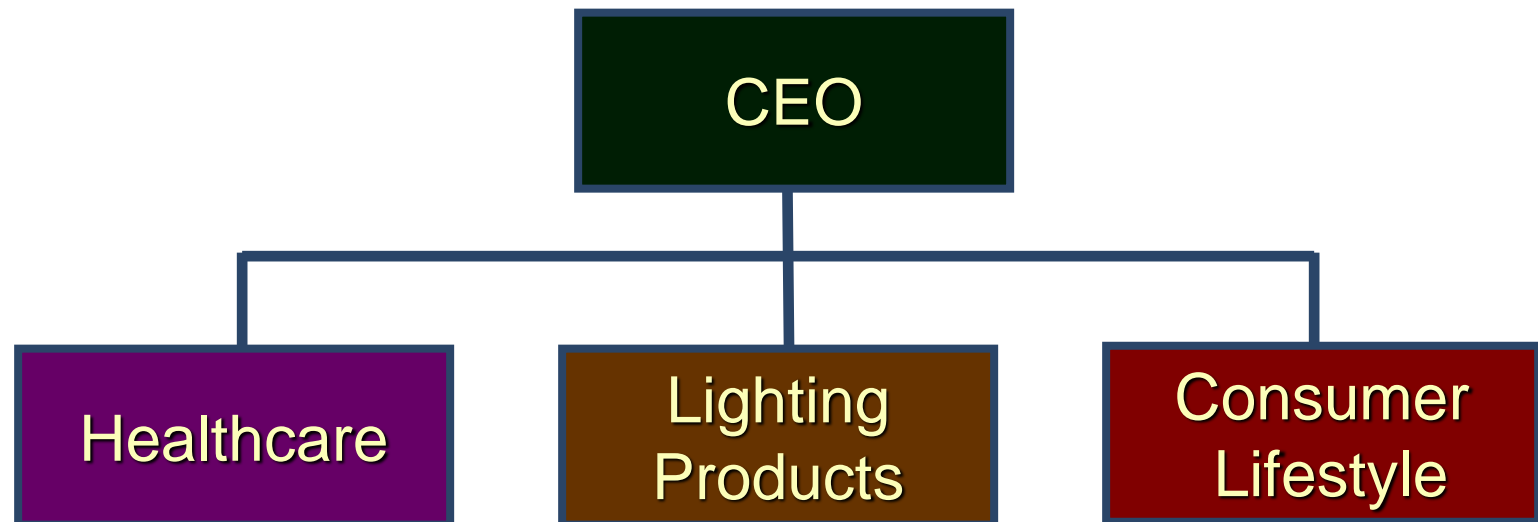 CEO
Healthcare
Lighting
Products
Consumer
Lifestyle